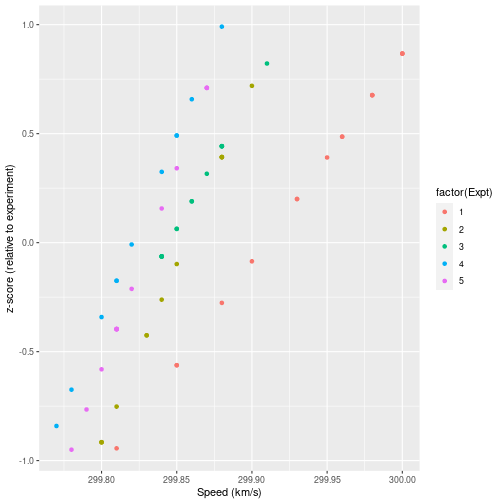 1.0
0.5
0.0
-0.5
-1.0
z-score (relative to experiment)
299.80 299.85 299.90 299.95 300.00
Speed (km/s)
factor(Expt)
1
2
3
4
5